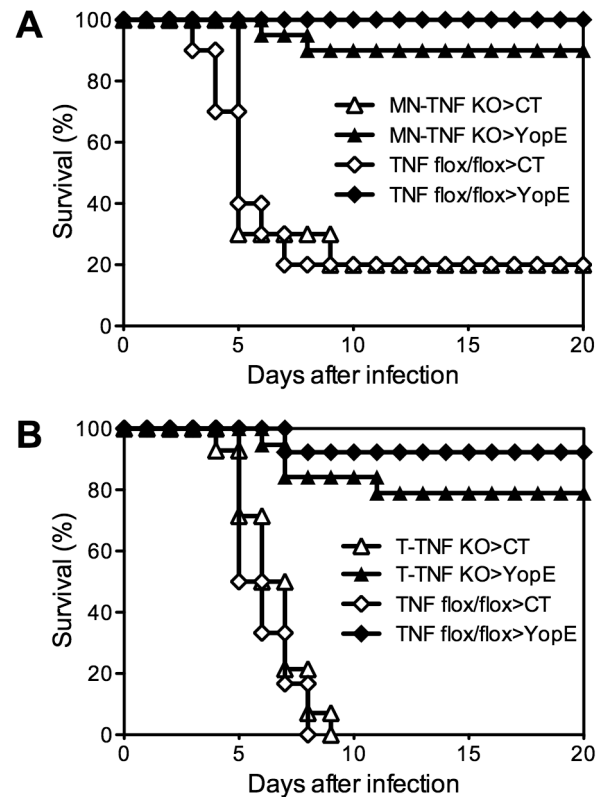 A
100
80
60
40
20
0
Survival (%)
MN-TNF KO>CT
MN-TNF KO>YopE
TNF flox/flox>CT
TNF flox/flox>YopE
0 5 10 15 20
Days after infection
B
100
80
60
40
20
0
Survival (%)
T-TNF KO>CT
T-TNF KO>YopE
TNF flox/flox>CT
TNF flox/flox>YopE
0 5 10 15 20
Days after infection